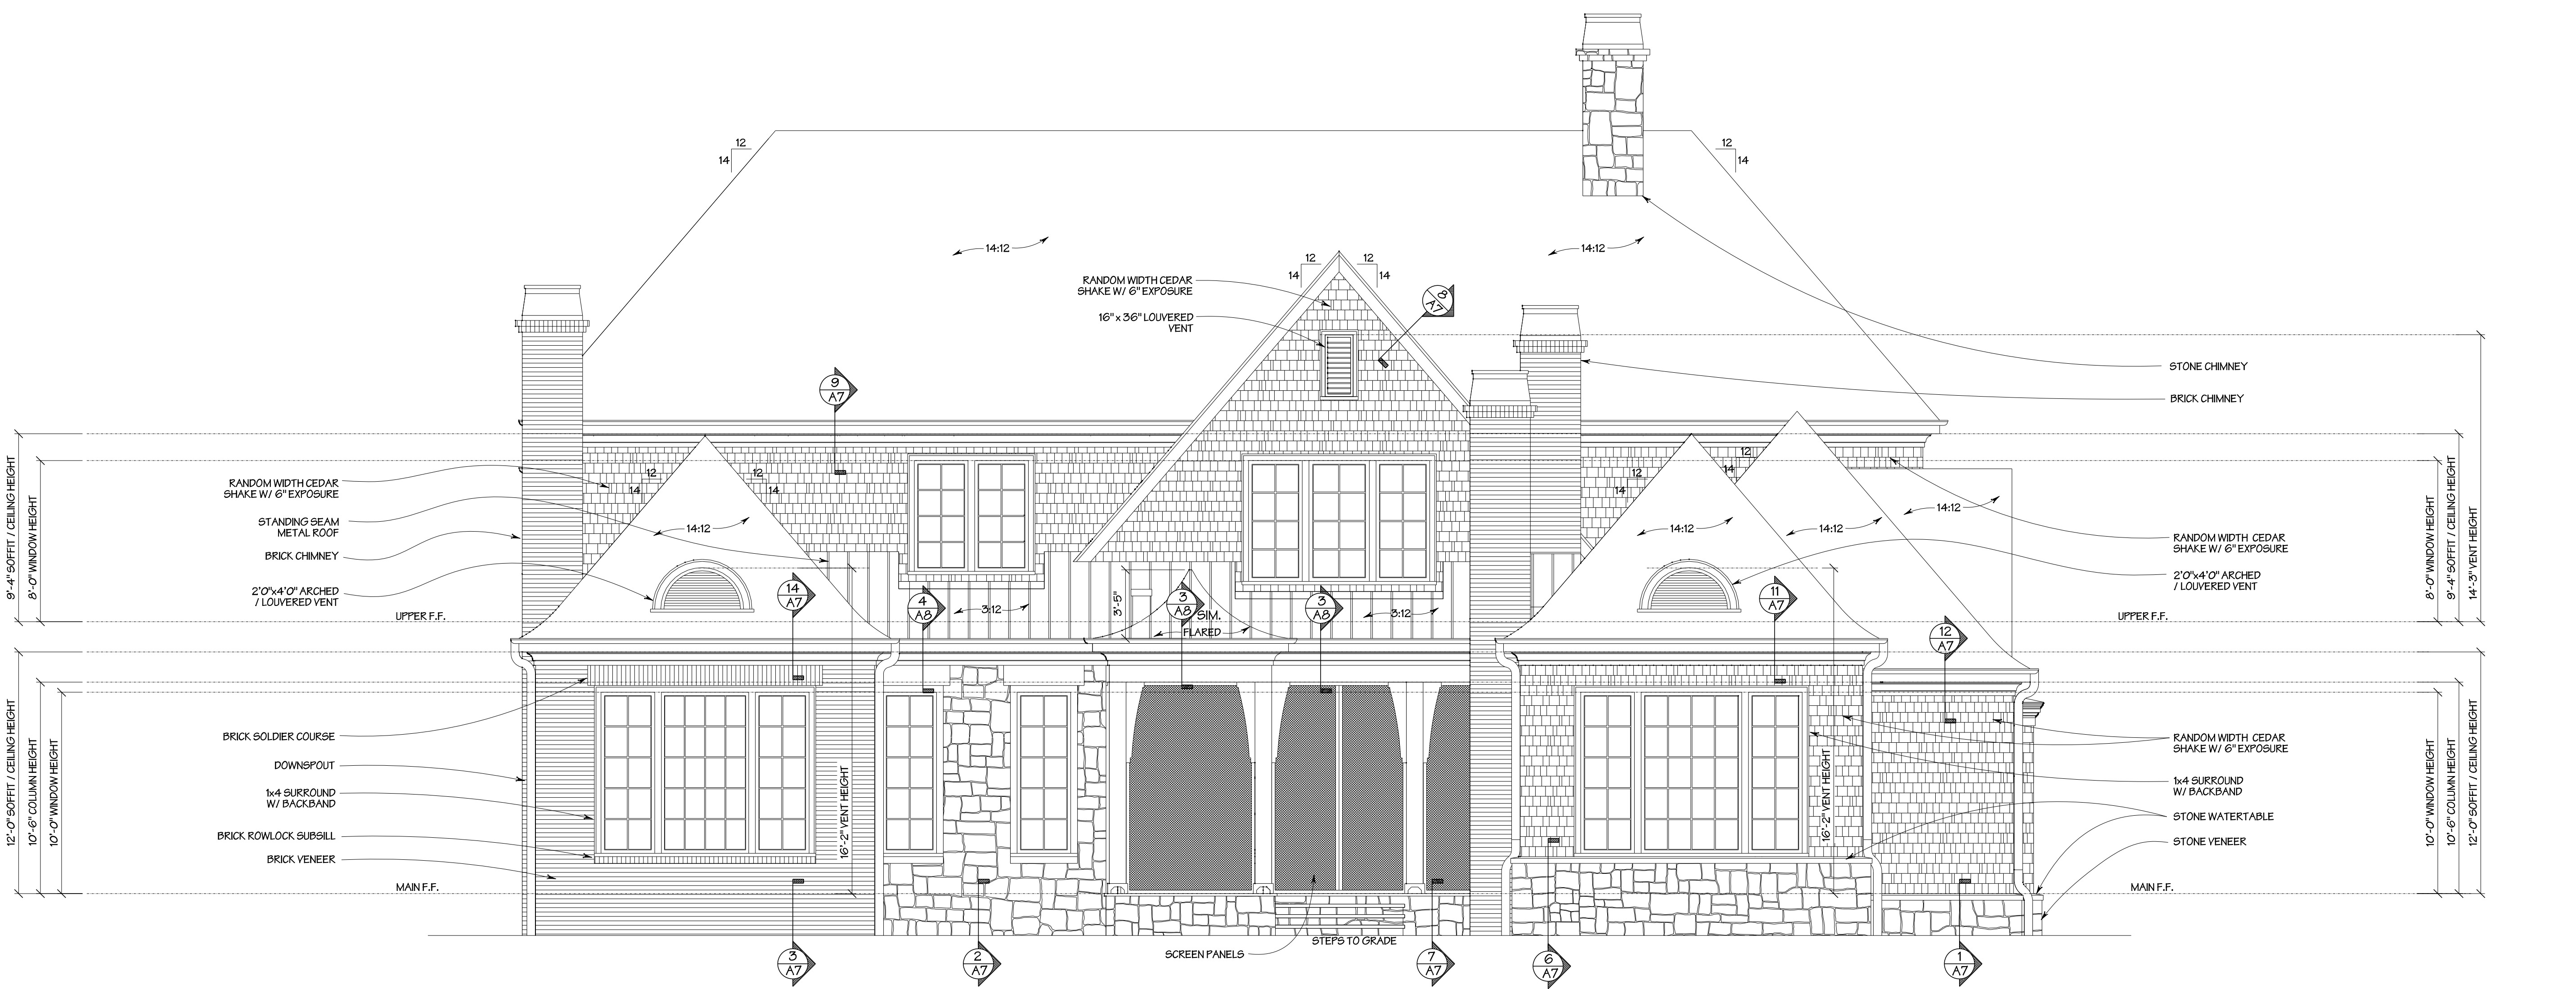 12
14
12
14
14:12
14:12
12
14
12
14
RANDOM WIDTH CEDAR
SHAKE W/ 6" EXPOSURE
16" x 36" LOUVERED
VENT
8
A7
9
A7
STONE CHIMNEY
BRICK CHIMNEY
9'-4" SOFFIT / CEILING HEIGHT
8'-0" WINDOW HEIGHT
RANDOM WIDTH CEDAR
SHAKE W/ 6" EXPOSURE
STANDING SEAM
METAL ROOF
BRICK CHIMNEY
2'0"x4'0" ARCHED
/ LOUVERED VENT
UPPER F.F.
12
14
12
14
14:12
14
A7
4
A8
3:12
3'-5"
3
A8
SIM.
FLARED
3
A8
3:12
12
14
12
14
14:12
14:12
14:12
11
A7
12
A7
RANDOM WIDTH CEDAR
SHAKE W/ 6" EXPOSURE
2'0"x4'0" ARCHED
/ LOUVERED VENT
UPPER F.F.
8'-0" WINDOW HEIGHT
9'-4" SOFFIT / CEILING HEIGHT
14'-3" VENT HEIGHT
12'-0" SOFFIT / CEILING HEIGHT
10'-6" COLUMN HEIGHT
10'-0" WINDOW HEIGHT
BRICK SOLDIER COURSE
DOWNSPOUT
1x4 SURROUND
W/ BACKBAND
BRICK ROWLOCK SUBSILL
BRICK VENEER
MAIN F.F.
16'-2" VENT HEIGHT
16'-2" VENT HEIGHT
RANDOM WIDTH CEDAR
SHAKE W/ 6" EXPOSURE
1x4 SURROUND
W/ BACKBAND
STONE WATERTABLE
STONE VENEER
MAIN F.F.
10'-0" WINDOW HEIGHT
10'-6" COLUMN HEIGHT
12'-0" SOFFIT / CEILING HEIGHT
STEPS TO GRADE
SCREEN PANELS
3
A7
2
A7
7
A7
6
A7
1
A7